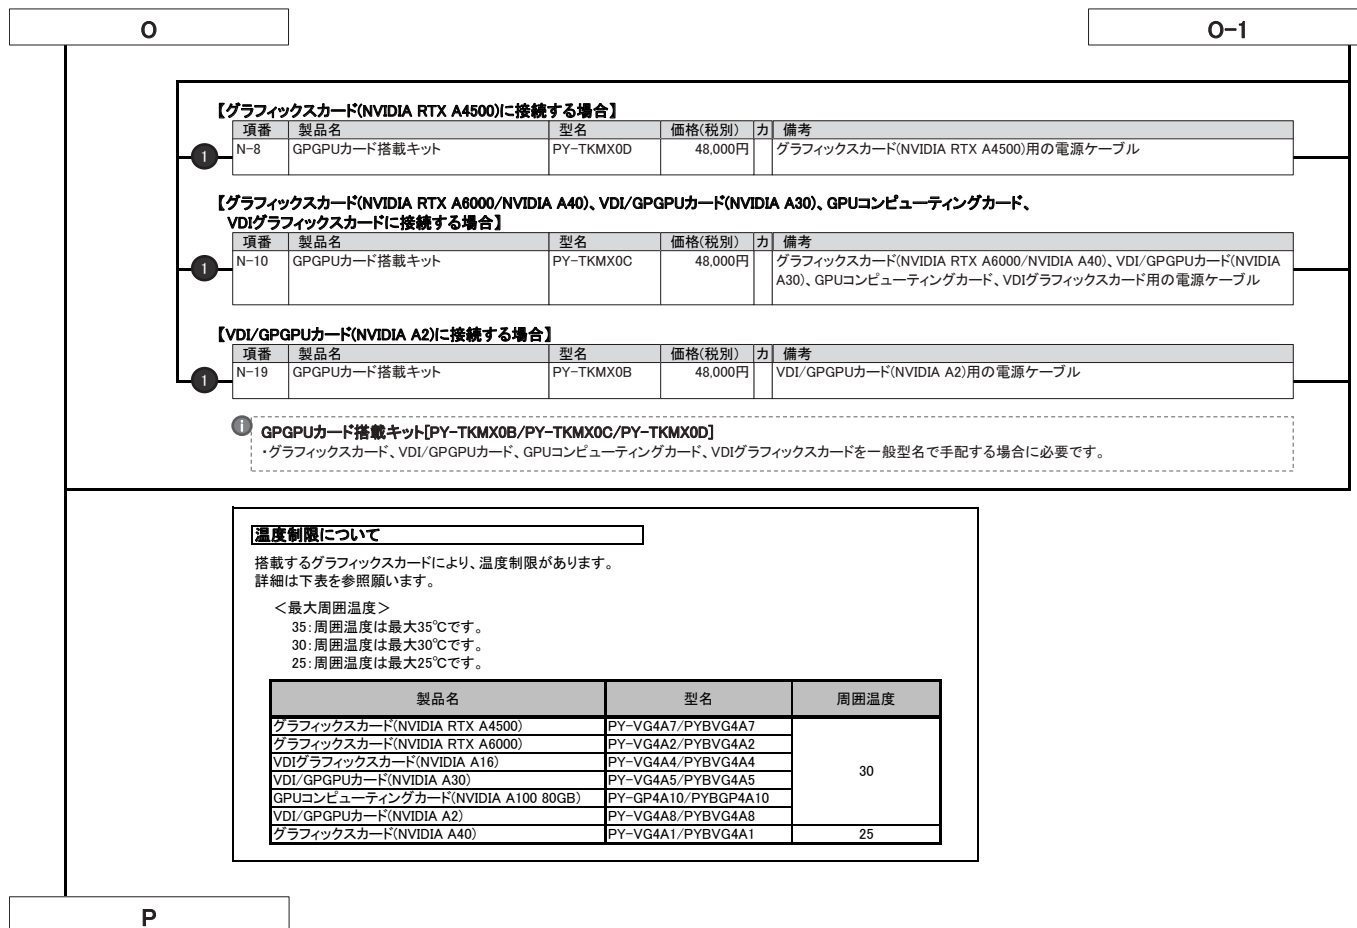 O
O-1
【グラフィックスカード(NVIDIA RTX A4500)に接続する場合】
項番 製品名 型名 価格(税別) カ 備考
1 N-8 GPGPUカード搭載キット PY-TKMX0D 48,000円 グラフィックスカード(NVIDIA RTX A4500)用の電源ケーブル
【グラフィックスカード(NVIDIA RTX A6000/NVIDIA A40)、VDI/GPGPUカード(NVIDIA A30)、GPUコンピューティングカード、
VDIグラフィックスカードに接続する場合】
項番 製品名 型名 価格(税別) カ 備考
1 N-10 GPGPUカード搭載キット PY-TKMX0C 48,000円 グラフィックスカード(NVIDIA RTX A6000/NVIDIA A40)、VDI/GPGPUカード(NVIDIA
A30)、GPUコンピューティングカード、VDIグラフィックスカード用の電源ケーブル
【VDI/GPGPUカード(NVIDIA A2)に接続する場合】
項番 製品名 型名 価格(税別) カ 備考
1 N-19 GPGPUカード搭載キット PY-TKMX0B 48,000円 VDI/GPGPUカード(NVIDIA A2)用の電源ケーブル
i GPGPUカード搭載キット[PY-TKMX0B/PY-TKMX0C/PY-TKMX0D]
・グラフィックスカード、VDI/GPGPUカード、GPUコンピューティングカード、VDIグラフィックスカードを一般型名で手配する場合に必要です。
温度制限について
搭載するグラフィックスカードにより、温度制限があります。
詳細は下表を参照願います。
＜最大周囲温度＞
35:周囲温度は最大35℃です。
30:周囲温度は最大30℃です。
25:周囲温度は最大25℃です。
製品名 型名 周囲温度
グラフィックスカード(NVIDIA RTX A4500) PY-VG4A7/PYBVG4A7
グラフィックスカード(NVIDIA RTX A6000) PY-VG4A2/PYBVG4A2
VDIグラフィックスカード(NVIDIA A16) PY-VG4A4/PYBVG4A4
VDI/GPGPUカード(NVIDIA A30) PY-VG4A5/PYBVG4A5
30
GPUコンピューティングカード(NVIDIA A100 80GB) PY-GP4A10/PYBGP4A10
VDI/GPGPUカード(NVIDIA A2) PY-VG4A8/PYBVG4A8
グラフィックスカード(NVIDIA A40) PY-VG4A1/PYBVG4A1 25
P